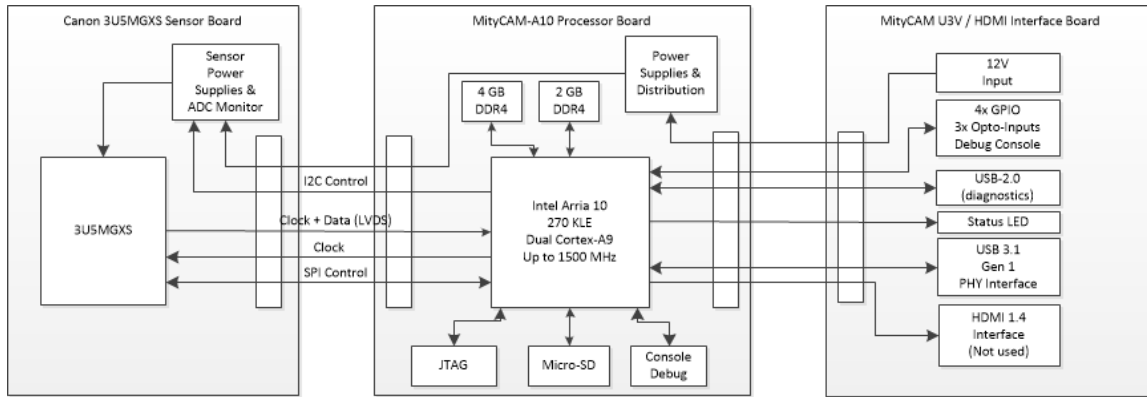 Canon 3U5MGXS Sensor Board
Sensor
Power
Supplies &
ADC Monitor
3U5MGXS
I2C Control
Clock + Data (LVDS)
Clock
SPI Control
MityCAM-A10 Processor Board
4 GB
DDR4
2 GB
DDR4
Power
Supplies &
Distribution
Intel Arria 10
270 KLE
Dual Cortex-A9
Up to 1500 MHz
JTAG
Micro-SD
Console
Debug
MityCAM U3V / HDMI Interface Board
12V
Input
4x GPIO
3x Opto-Inputs
Debug Console
USB-2.0
(diagnostics)
Status LED
USB 3.1
Gen 1
PHY Interface
HDMI 1.4
Interface
(Not used)